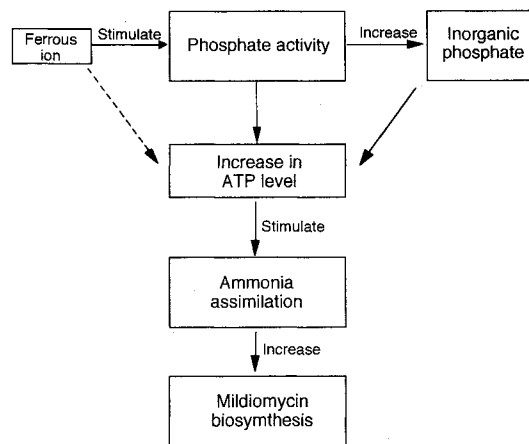 Ferrous
ion
Stimulate
Phosphate activity
Increase
Inorganic
phosphate
Increase in
ATP level
Stimulate
Ammonia
assimilation
Increase
Mildiomycin
biosymthesis